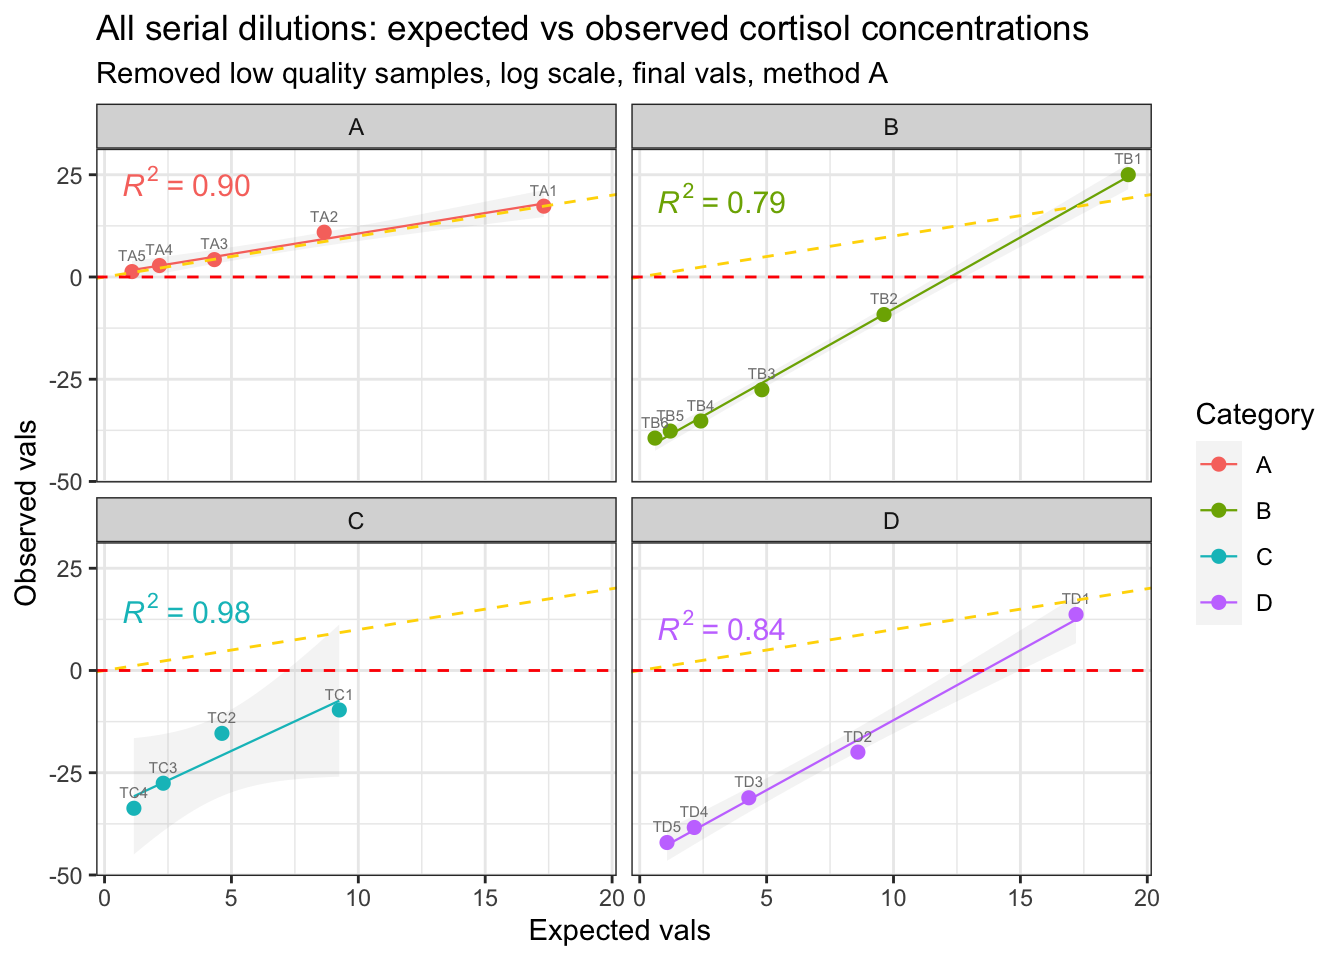 All serial dilutions: expected vs observed cortisol concentrations
Removed low quality samples, log scale, final vals, method A
A
B
R² = 0.90
TA5
TA4
TA3
TA2
TA1
R² = 0.79
TB6
TB5
TB4
TB3
TB2
TB1
25
0
-25
-50
C
D
R² = 0.98
TC4
TC3
TC2
TC1
R² = 0.84
TD5
TD4
TD3
TD2
TD1
25
0
-25
-50
0 5 10 15 20
0 5 10 15 20
Expected vals
Observed vals
Category
A
B
C
D